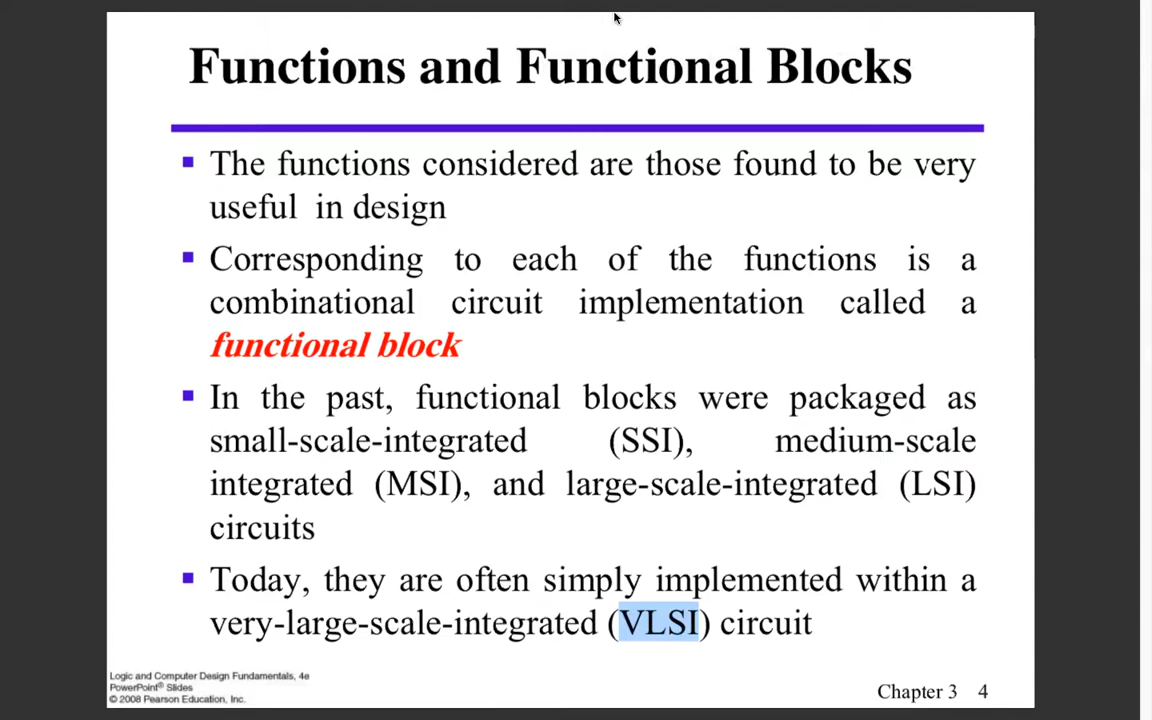 Functions and Functional Blocks
▪ The functions considered are those found to be very
useful in design
▪ Corresponding to each of the functions is a
combinational circuit implementation called a
functional block
▪ In the past, functional blocks were packaged as
small-scale-integrated (SSI), medium-scale
integrated (MSI), and large-scale-integrated (LSI)
circuits
▪ Today, they are often simply implemented within a
very-large-scale-integrated (VLSI) circuit
Logic and Computer Design Fundamentals, 4e
PowerPoint® Slides
© 2008 Pearson Education, Inc.
Chapter 3 4